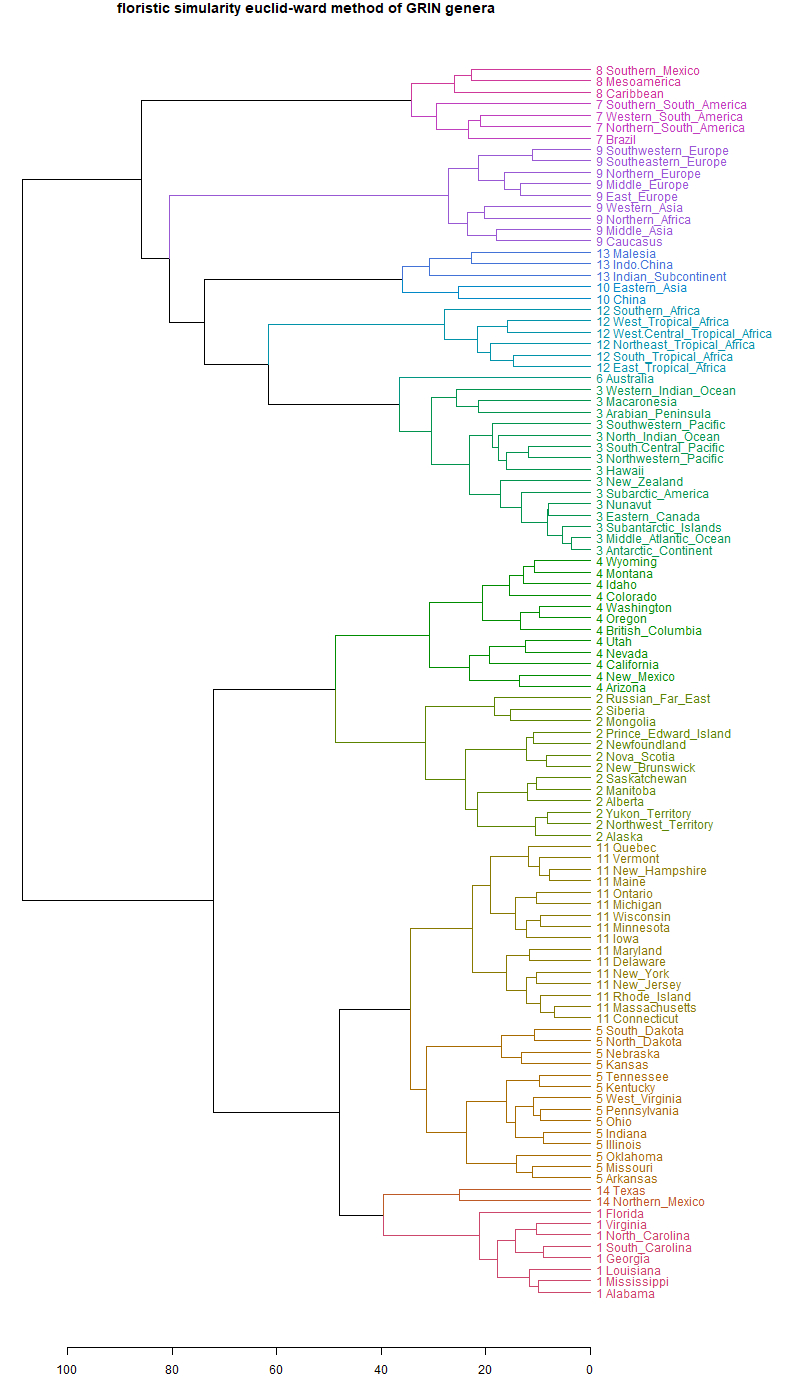 floristic simularity euclid-ward method of GRIN genera
8 Southern_Mexico
8 Mesoamerica
8 Caribbean
7 Southern_South_America
7 Western_South_America
7 Northern_South_America
7 Brazil
9 Southwestern_Europe
9 Southeastern_Europe
9 Northern_Europe
9 Middle_Europe
9 East_Europe
9 Western_Asia
9 Northern_Africa
9 Middle_Asia
9 Caucasus
13 Malesia
13 Indo.China
13 Indian_Subcontinent
10 Eastern_Asia
10 China
12 Southern_Africa
12 West_Tropical_Africa
12 West.Central_Tropical_Africa
12 Northeast_Tropical_Africa
12 South_Tropical_Africa
12 East_Tropical_Africa
6 Australia
3 Western_Indian_Ocean
3 Macaronesia
3 Arabian_Peninsula
3 Southwestern_Pacific
3 North_Indian_Ocean
3 South.Central_Pacific
3 Northwestern_Pacific
3 Hawaii
3 New_Zealand
3 Subarctic_America
3 Nunavut
3 Eastern_Canada
3 Subantarctic_Islands
3 Middle_Atlantic_Ocean
3 Antarctic_Continent
4 Wyoming
4 Montana
4 Idaho
4 Colorado
4 Washington
4 Oregon
4 British_Columbia
4 Utah
4 Nevada
4 California
4 New_Mexico
4 Arizona
2 Russian_Far_East
2 Siberia
2 Mongolia
2 Prince_Edward_Island
2 Newfoundland
2 Nova_Scotia
2 New_Brunswick
2 Saskatchewan
2 Manitoba
2 Alberta
2 Yukon_Territory
2 Northwest_Territory
2 Alaska
11 Quebec
11 Vermont
11 New_Hampshire
11 Maine
11 Ontario
11 Michigan
11 Wisconsin
11 Minnesota
11 Iowa
11 Maryland
11 Delaware
11 New_York
11 New_Jersey
11 Rhode_Island
11 Massachusetts
11 Connecticut
5 South_Dakota
5 North_Dakota
5 Nebraska
5 Kansas
5 Tennessee
5 Kentucky
5 West_Virginia
5 Pennsylvania
5 Ohio
5 Indiana
5 Illinois
5 Oklahoma
5 Missouri
5 Arkansas
14 Texas
14 Northern_Mexico
1 Florida
1 Virginia
1 North_Carolina
1 South_Carolina
1 Georgia
1 Louisiana
1 Mississippi
1 Alabama
100 80 60 40 20 0